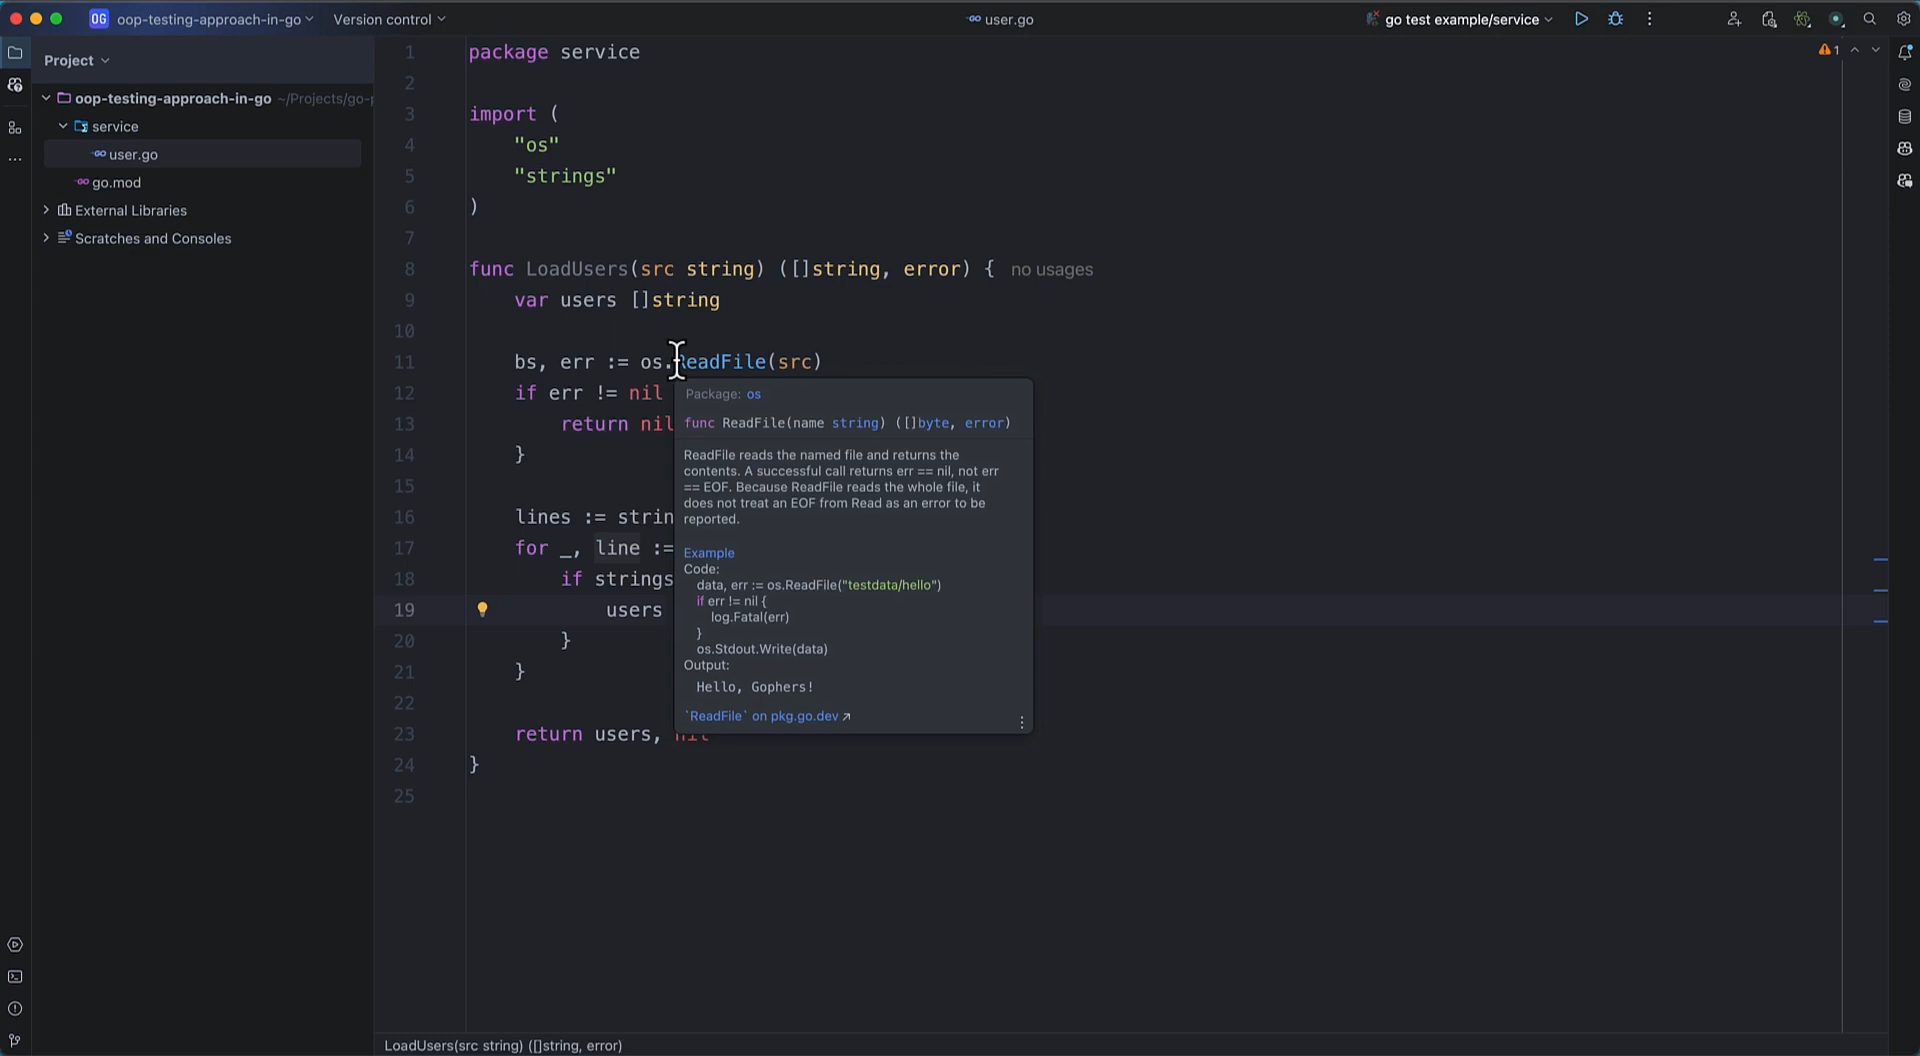 OG oop-testing-approach-in-go Version control user.go go test example/service
Project
oop-testing-approach-in-go ~/Projects/go-
service
user.go
go.mod
External Libraries
Scratches and Consoles
1 package service
2
3 import (
4 "os"
5 "strings"
6 )
7
8 func LoadUsers(src string) ([]string, error) { no usages
9 var users []string
10
11 bs, err := os.ReadFile(src)
12 if err != nil
13 return nil
14 }
15
16 lines := strin
17 for _, line :=
18 if strings
19 users
20 }
21 }
22
23 return users, nil
24 }
25
1
Package: os
func ReadFile(name string) ([]byte, error)
ReadFile reads the named file and returns the
contents. A successful call returns err == nil, not err
== EOF. Because ReadFile reads the whole file, it
does not treat an EOF from Read as an error to be
reported.
Example
Code:
data, err := os.ReadFile("testdata/hello")
if err != nil {
log.Fatal(err)
}
os.Stdout.Write(data)
Output:
Hello, Gophers!
`ReadFile` on pkg.go.dev
LoadUsers(src string) ([]string, error)